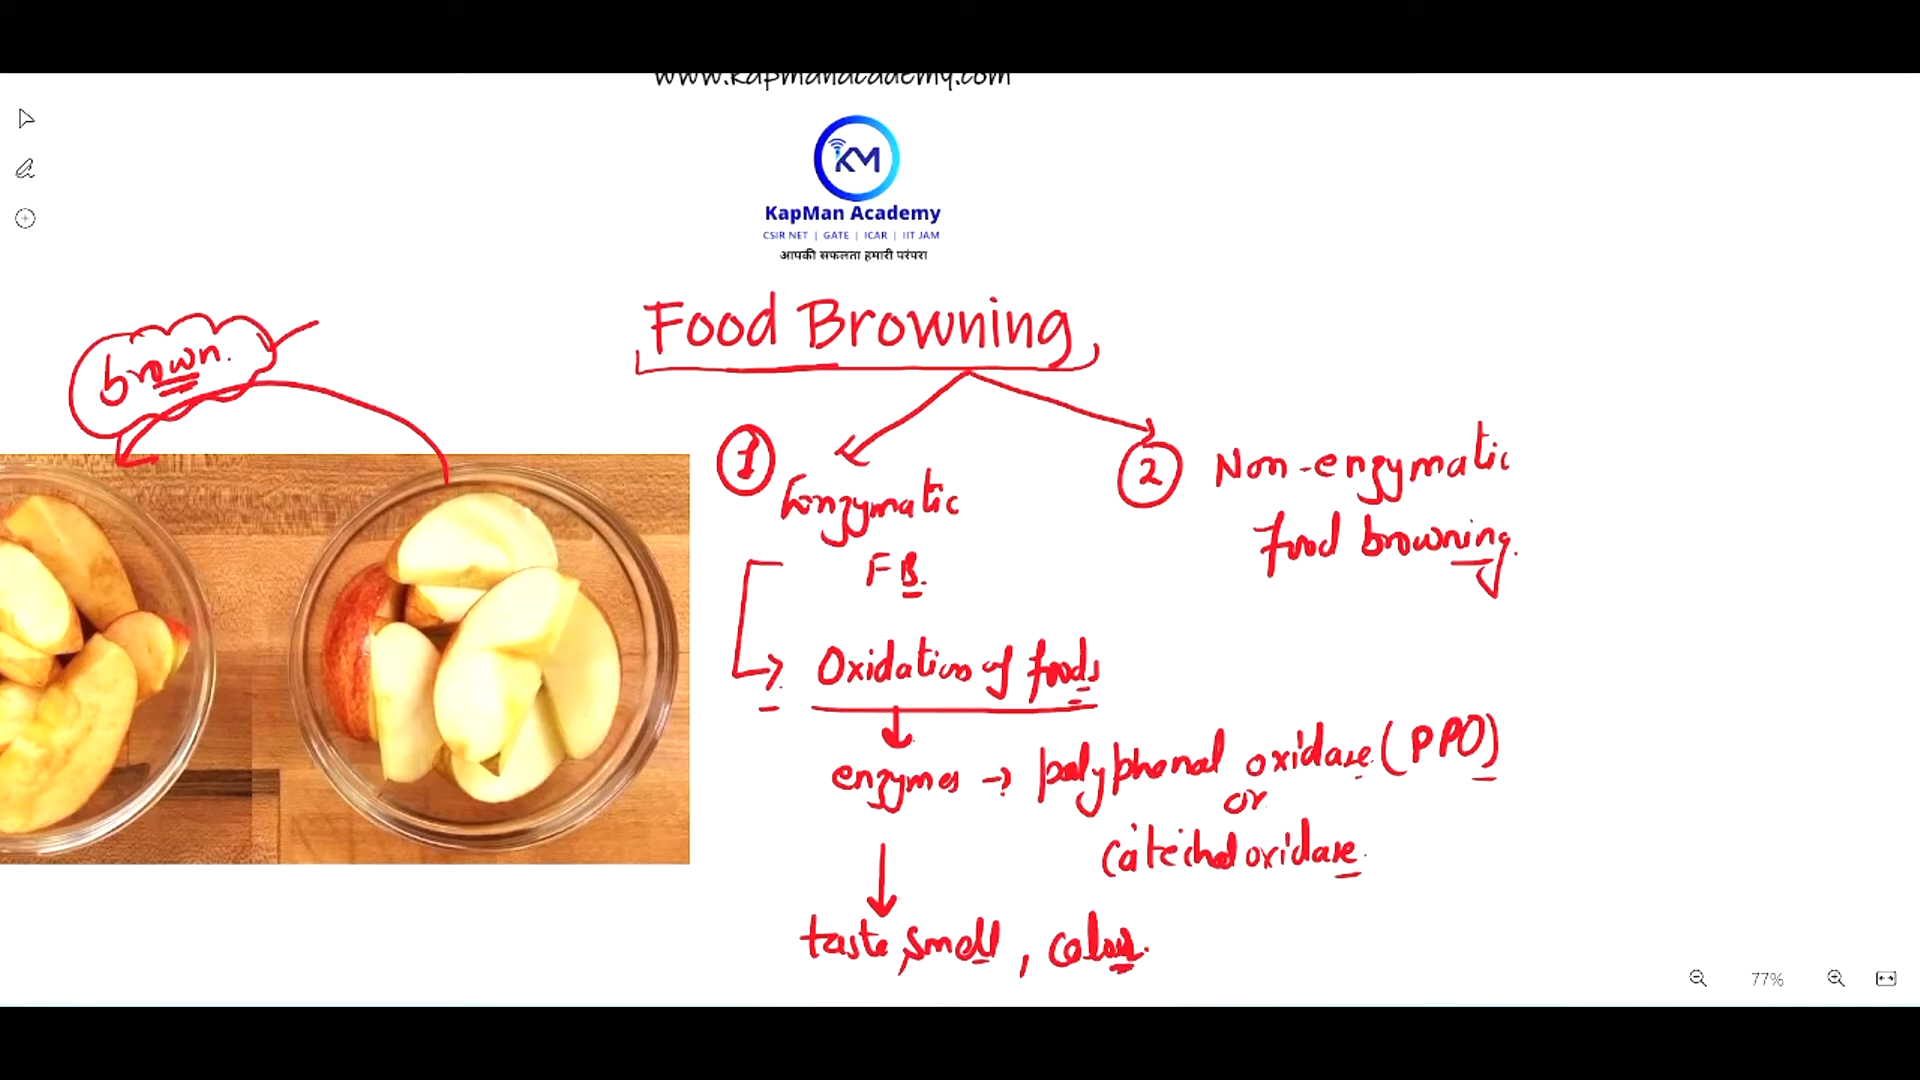 www.kapmanacademy.com
KM
KapMan Academy
CSIR NET | GATE | ICAR | IIT JAM
आपकी सफलता हमारी परंपरा
Food Browning
brown.
1
Enzymatic
F B.
2
Non-enzymatic
food browning.
Oxidation of foods
enzymes → polyphenol oxidase (PPO)
or
catechol oxidase.
taste, smell, colour.
77%